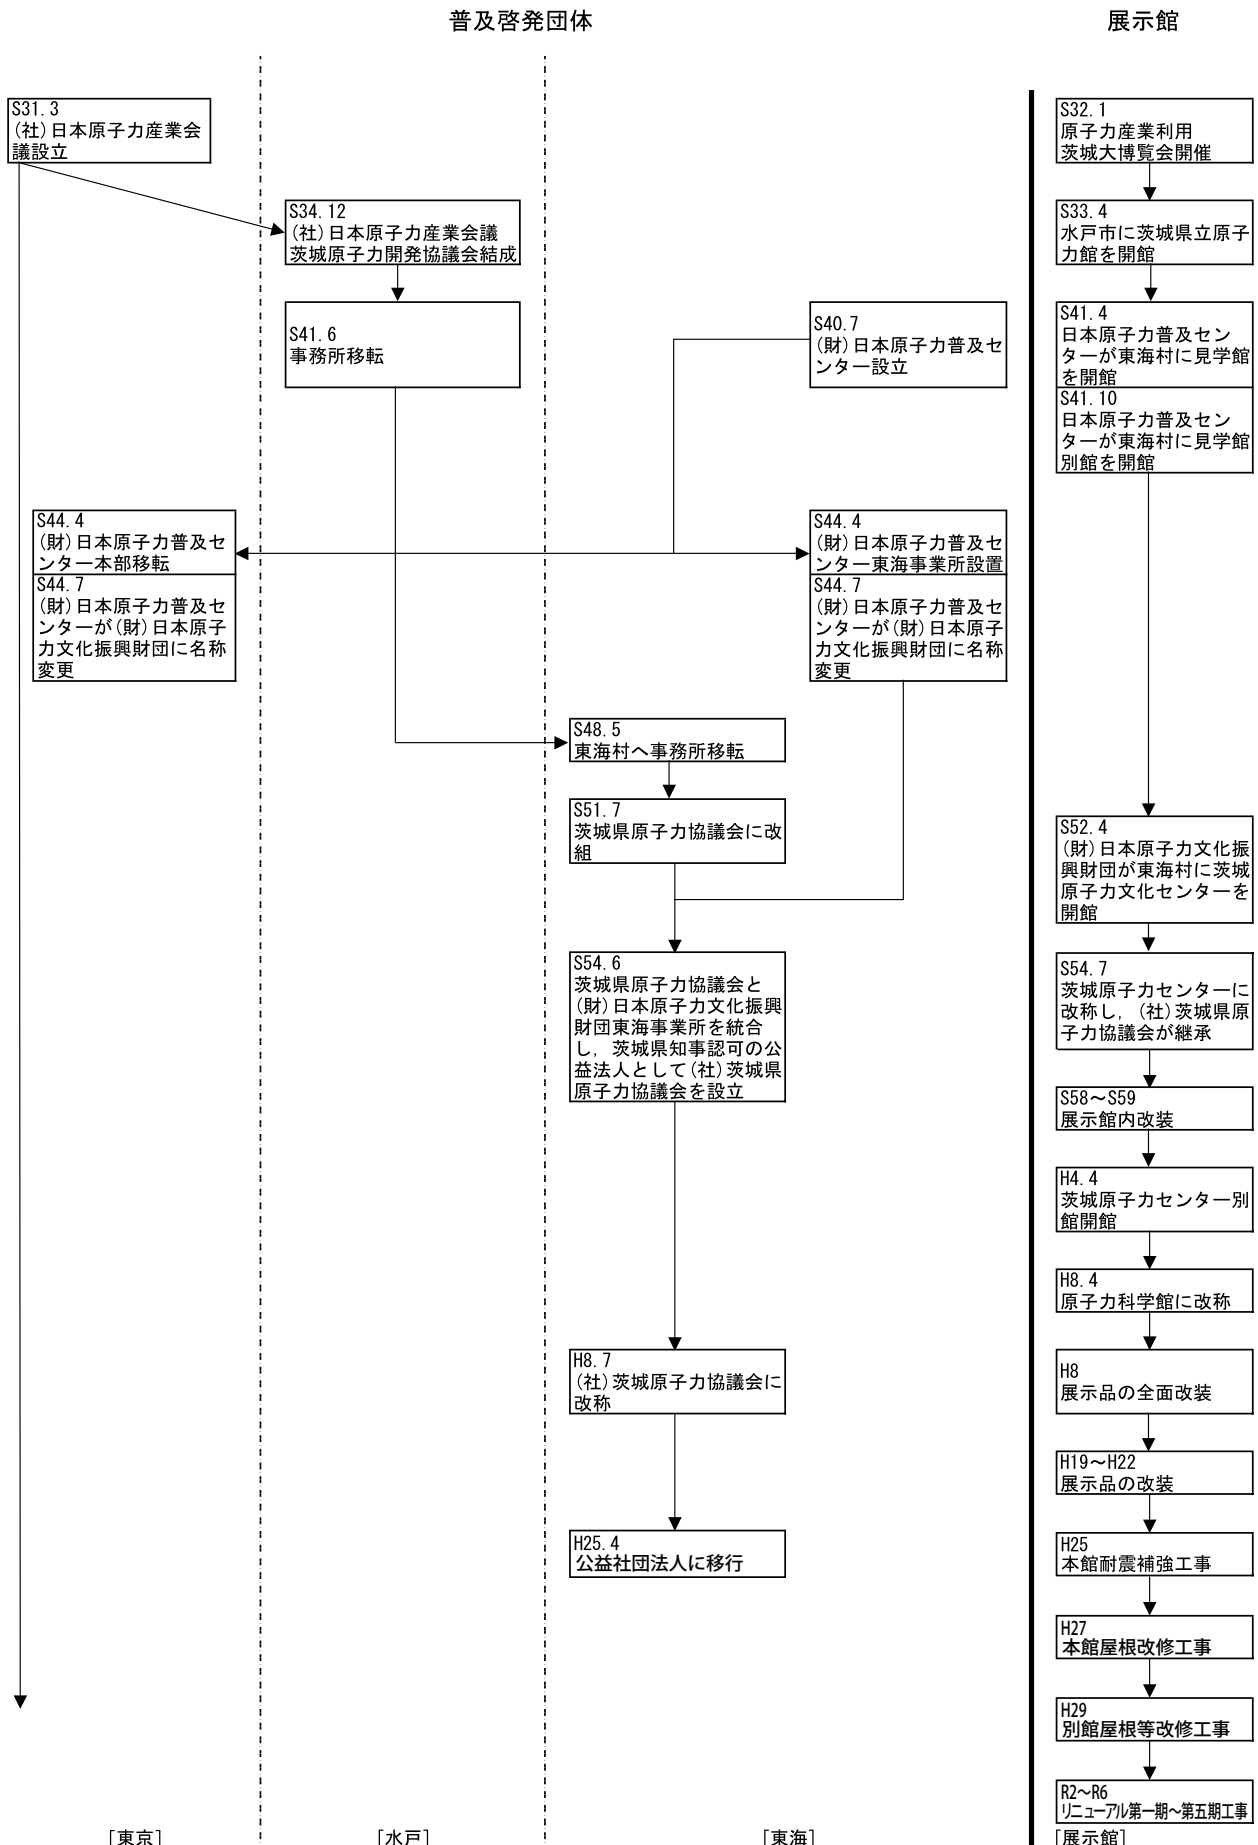 普及啓発団体
展示館
S31.3
(社)日本原子力産業会
議設立
S34.12
(社)日本原子力産業会議
茨城原子力開発協議会結成
S41.6
事務所移転
S40.7
(財)日本原子力普及セ
ンター設立
S44.4
(財)日本原子力普及セ
ンター本部移転
S44.7
(財)日本原子力普及セ
ンターが(財)日本原子
力文化振興財団に名称
変更
S44.4
(財)日本原子力普及セ
ンター東海事業所設置
S44.7
(財)日本原子力普及セ
ンターが(財)日本原子
力文化振興財団に名称
変更
S48.5
東海村へ事務所移転
S51.7
茨城県原子力協議会に改
組
S54.6
茨城県原子力協議会と
(財)日本原子力文化振興
財団東海事業所を統合
し，茨城県知事認可の公
益法人として(社)茨城県
原子力協議会を設立
H8.7
(社)茨城原子力協議会に
改称
H25.4
公益社団法人に移行
S32.1
原子力産業利用
茨城大博覧会開催
S33.4
水戸市に茨城県立原子
力館を開館
S41.4
日本原子力普及セン
ターが東海村に見学館
を開館
S41.10
日本原子力普及セン
ターが東海村に見学館
別館を開館
S52.4
(財)日本原子力文化振
興財団が東海村に茨城
原子力文化センターを
開館
S54.7
茨城原子力センターに
改称し，(社)茨城県原
子力協議会が継承
S58～S59
展示館内改装
H4.4
茨城原子力センター別
館開館
H8.4
原子力科学館に改称
H8
展示品の全面改装
H19～H22
展示品の改装
H25
本館耐震補強工事
H27
本館屋根改修工事
H29
別館屋根等改修工事
R2～R6
リニューアル第一期～第五期工事
[東京]
[水戸]
[東海]
[展示館]